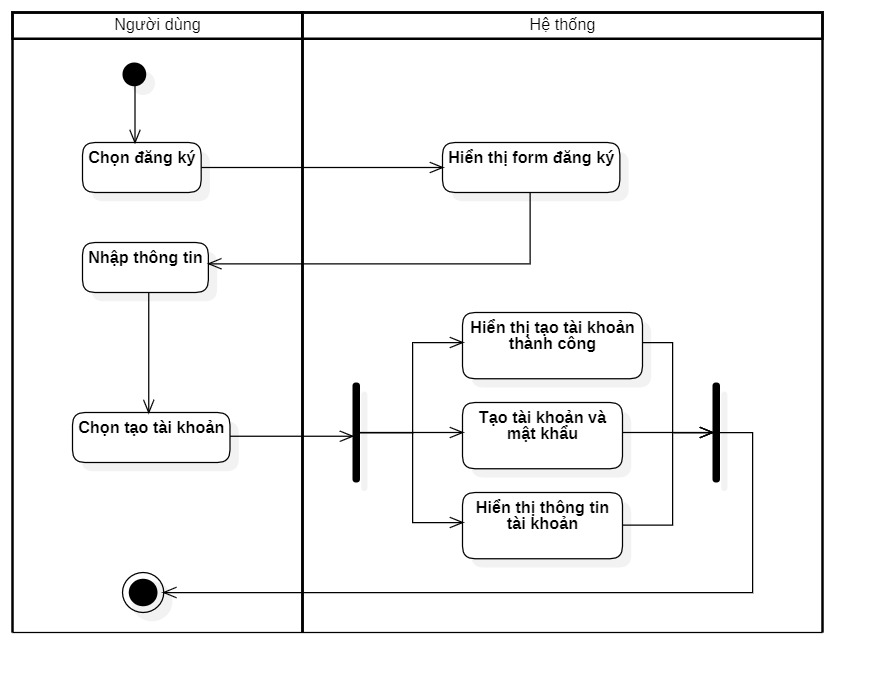 Người dùng
Hệ thống
Chọn đăng ký
Hiển thị form đăng ký
Nhập thông tin
Hiển thị tạo tài khoản
thành công
Tạo tài khoản và
mật khẩu
Chọn tạo tài khoản
Hiển thị thông tin
tài khoản